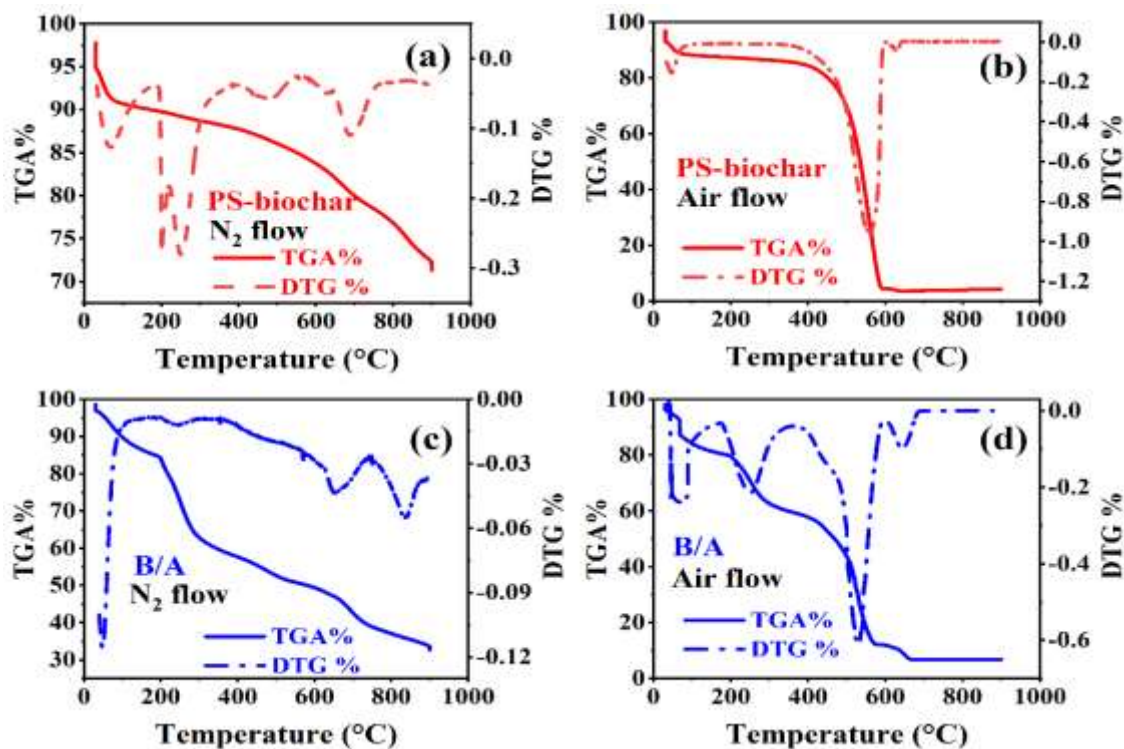 (a)
TGA%
100
95
90
85
80
75
70
0.0
-0.1
-0.2
-0.3
DTG %
PS-biochar
N₂ flow
TGA%
DTG %
0 200 400 600 800 1000
Temperature (°C)
(b)
TGA%
100
80
60
40
20
0
0.0
-0.2
-0.4
-0.6
-0.8
-1.0
-1.2
DTG %
PS-biochar
Air flow
TGA%
DTG %
0 200 400 600 800 1000
Temperature (°C)
(c)
TGA%
100
90
80
70
60
50
40
30
0.00
-0.03
-0.06
-0.09
-0.12
DTG %
B/A
N₂ flow
TGA%
DTG %
0 200 400 600 800 1000
Temperature (°C)
(d)
TGA%
100
80
60
40
20
0
0.0
-0.2
-0.4
-0.6
DTG %
B/A
Air flow
TGA%
DTG %
0 200 400 600 800 1000
Temperature (°C)